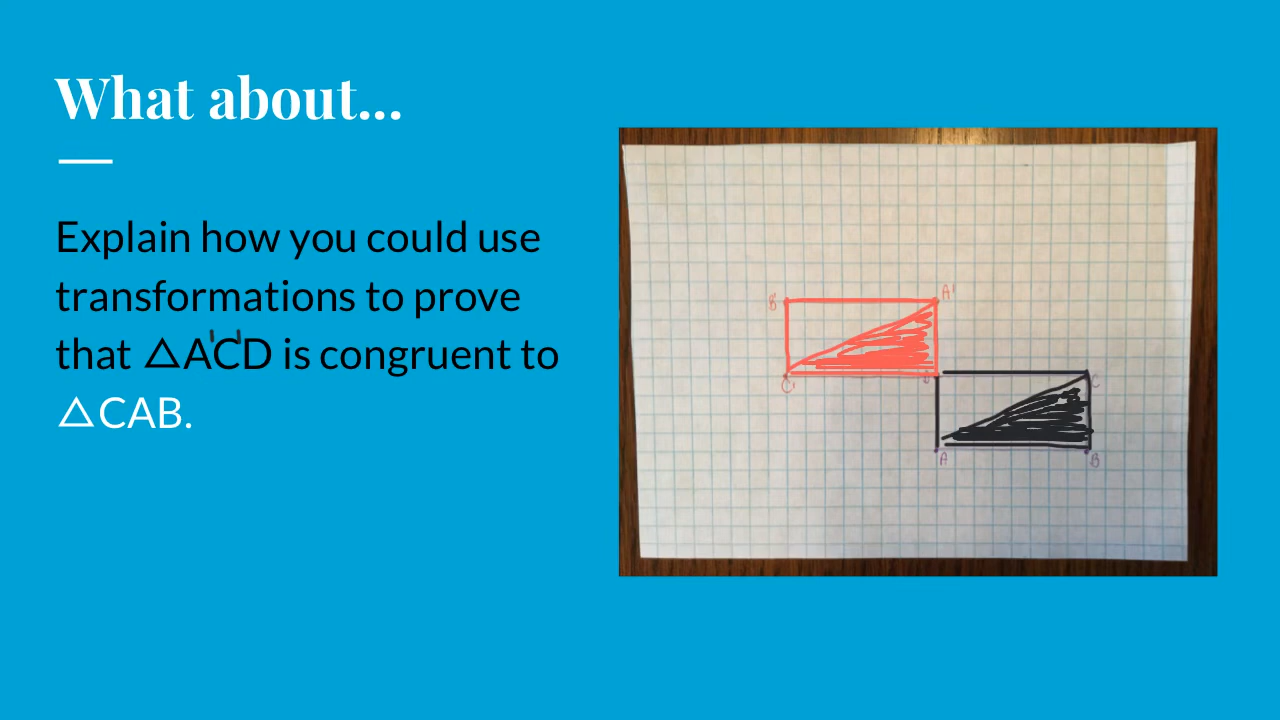 What about...
Explain how you could use
transformations to prove
that △A'C'D is congruent to
△CAB.
B'
A'
C'
D
C
A
B